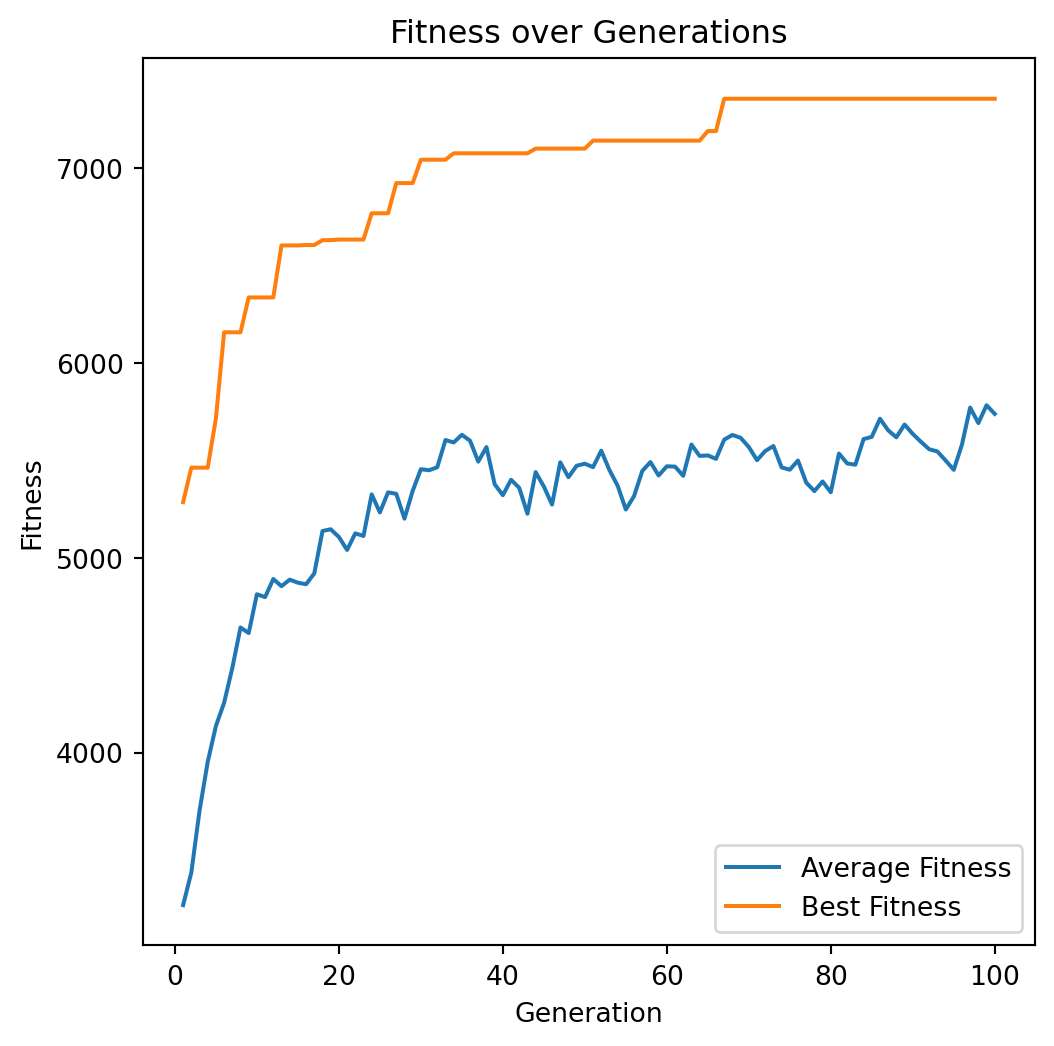 Fitness over Generations
7000
6000
5000
4000
Fitness
0 20 40 60 80 100
Generation
Average Fitness
Best Fitness